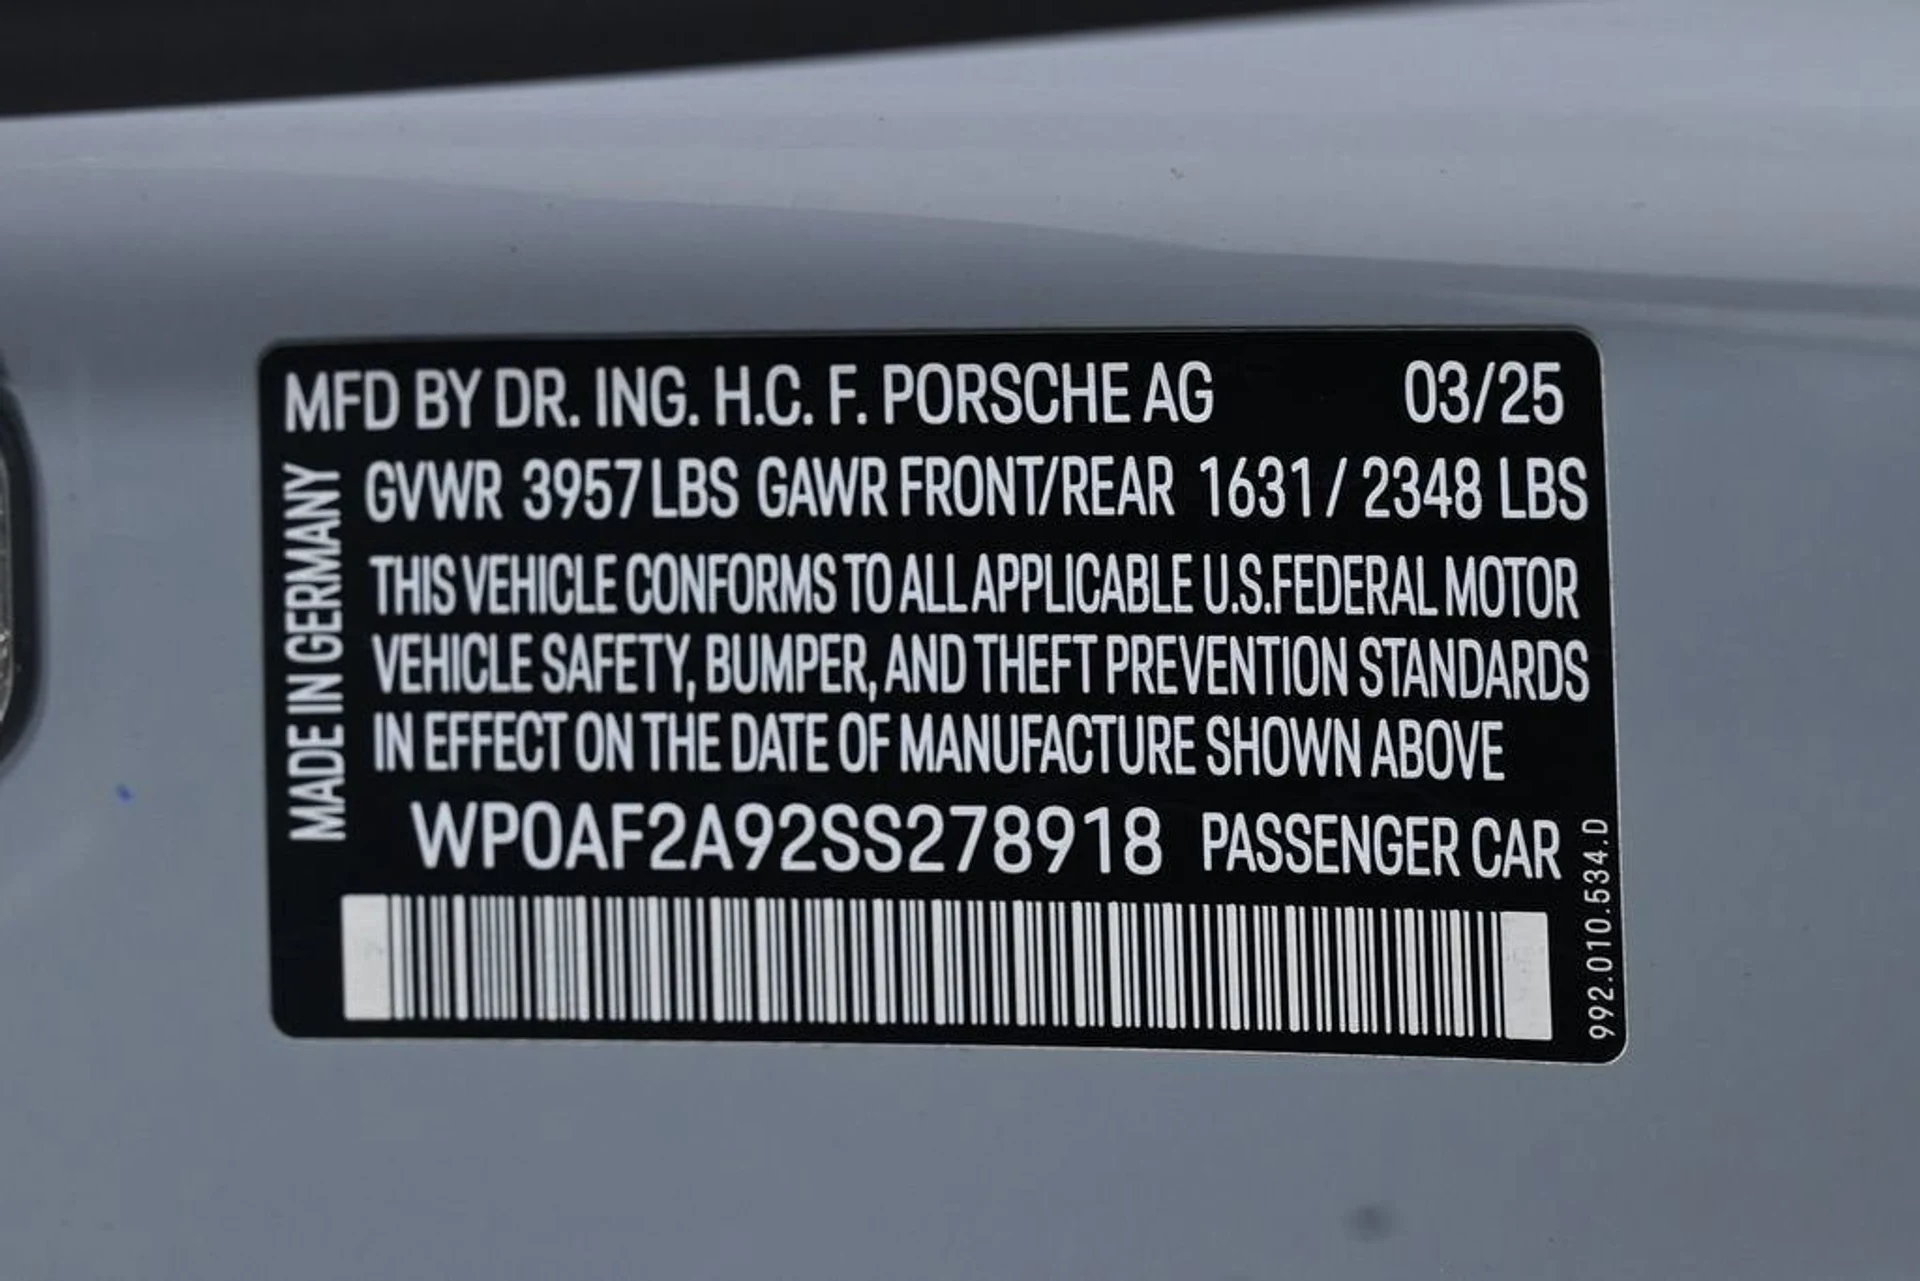 MFD BY DR. ING. H.C. F. PORSCHE AG 03/25
MADE IN GERMANY
GVWR 3957 LBS GAWR FRONT/REAR 1631 / 2348 LBS
THIS VEHICLE CONFORMS TO ALL APPLICABLE U.S.FEDERAL MOTOR
VEHICLE SAFETY, BUMPER, AND THEFT PREVENTION STANDARDS
IN EFFECT ON THE DATE OF MANUFACTURE SHOWN ABOVE
WP0AF2A92SS278918 PASSENGER CAR
992.010.534.D